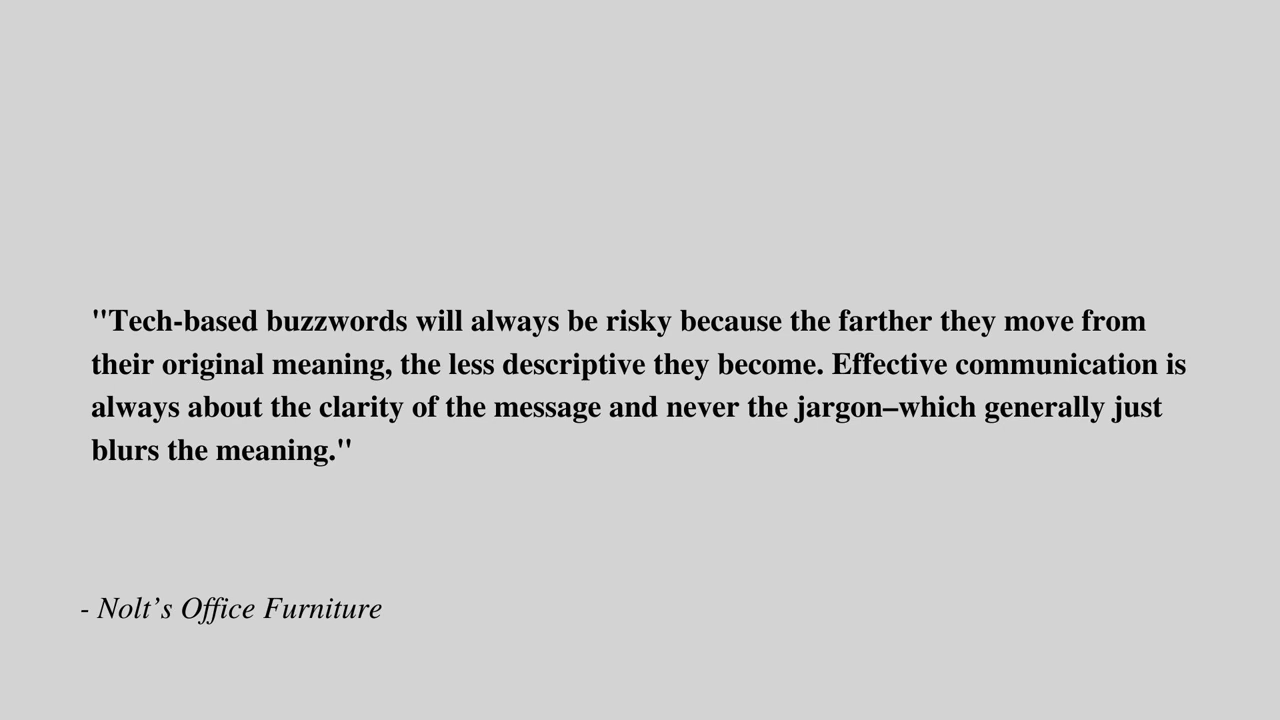 "Tech-based buzzwords will always be risky because the farther they move from
their original meaning, the less descriptive they become. Effective communication is
always about the clarity of the message and never the jargon–which generally just
blurs the meaning."
- Nolt’s Office Furniture